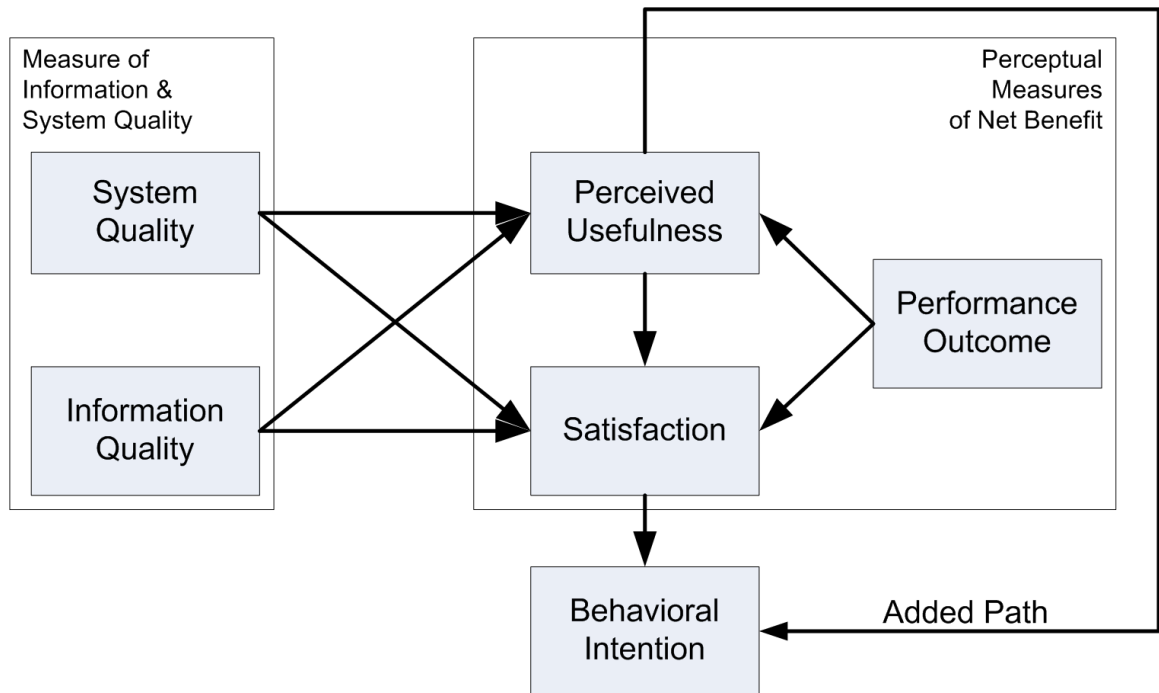 Measure of
Information &
System Quality
System
Quality
Information
Quality
Perceptual
Measures
of Net Benefit
Perceived
Usefulness
Performance
Outcome
Satisfaction
Behavioral
Intention
Added Path